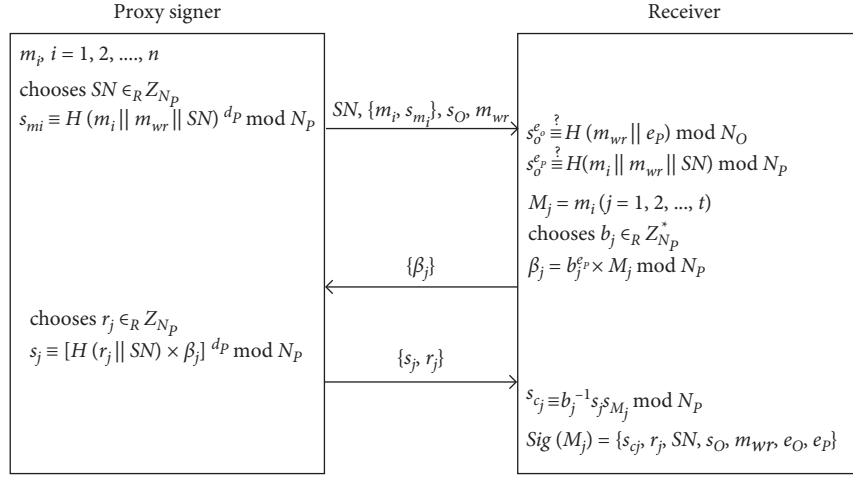 Proxy signer
Receiver
m_i, i = 1, 2, ...., n
chooses SN ∈_R Z_{N_P}
s_{mi} ≡ H (m_i || m_{wr} || SN) ^{d_P} mod N_P
SN, {m_i, s_{m_i}}, s_O, m_{wr}
s_o^{e_o} ≟ H (m_{wr} || e_P) mod N_O
s_o^{e_P} ≟ H(m_i || m_{wr} || SN) mod N_P
M_j = m_i (j = 1, 2, ..., t)
chooses b_j ∈_R Z^*_{N_P}
β_j = b_j^{e_P} × M_j mod N_P
{β_j}
chooses r_j ∈_R Z_{N_P}
s_j ≡ [H (r_j || SN) × β_j] ^{d_P} mod N_P
{s_j, r_j}
s_{c_j} ≡ b_j^{-1} s_j s_{M_j} mod N_P
Sig (M_j) = {s_{cj}, r_j, SN, s_O, m_{wr}, e_O, e_P}